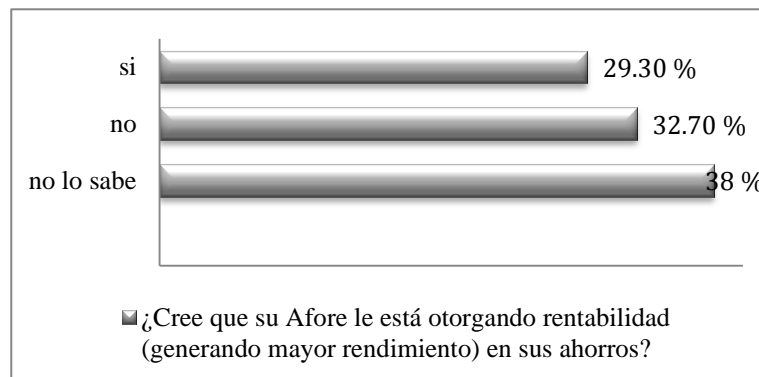 si 29.30 %
no 32.70 %
no lo sabe 38 %
¿Cree que su Afore le está otorgando rentabilidad
(generando mayor rendimiento) en sus ahorros?